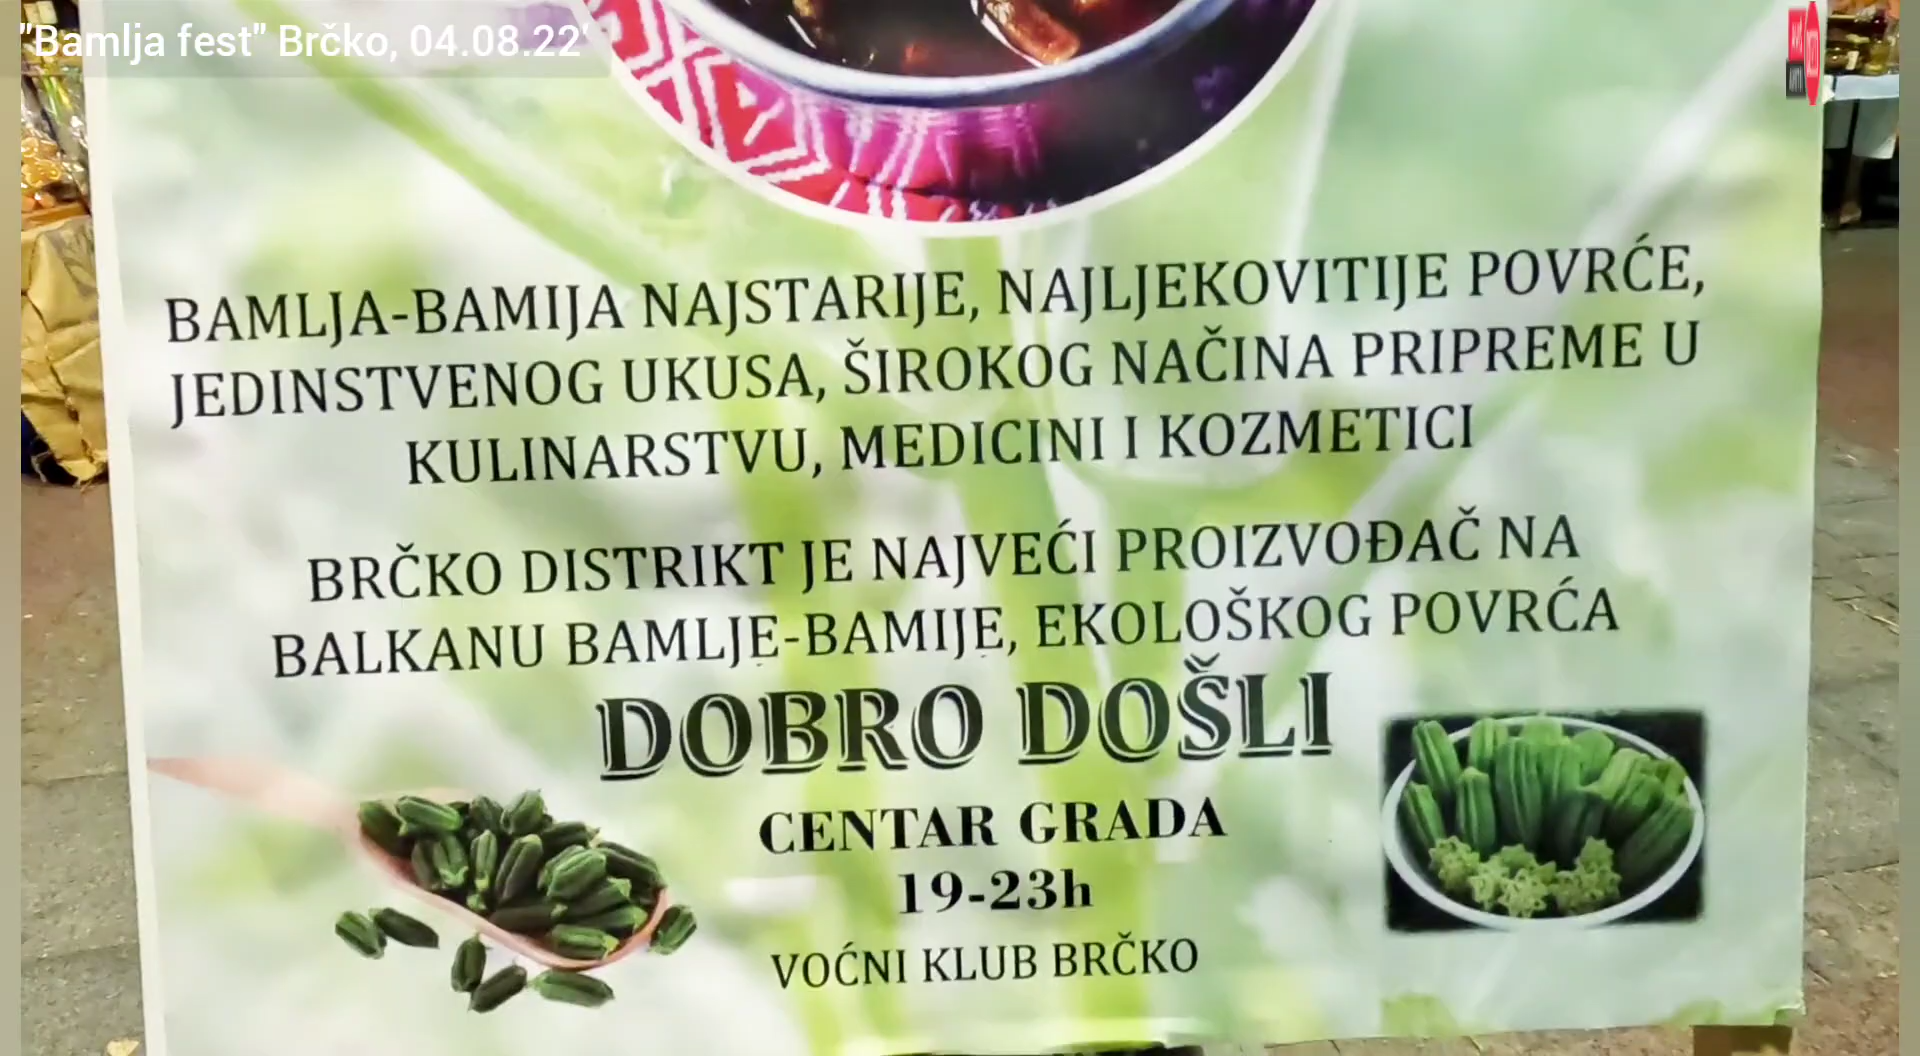 "Bamlja fest" Brčko, 04.08.22'
BAMLJA-BAMIJA NAJSTARIJE, NAJLJEKOVITIJE POVRĆE,
JEDINSTVENOG UKUSA, ŠIROKOG NAČINA PRIPREME U
KULINARSTVU, MEDICINI I KOZMETICI
BRČKO DISTRIKT JE NAJVEĆI PROIZVOĐAČ NA
BALKANU BAMLJE-BAMIJE, EKOLOŠKOG POVRĆA
DOBRO DOŠLI
CENTAR GRADA
19-23h
VOĆNI KLUB BRČKO